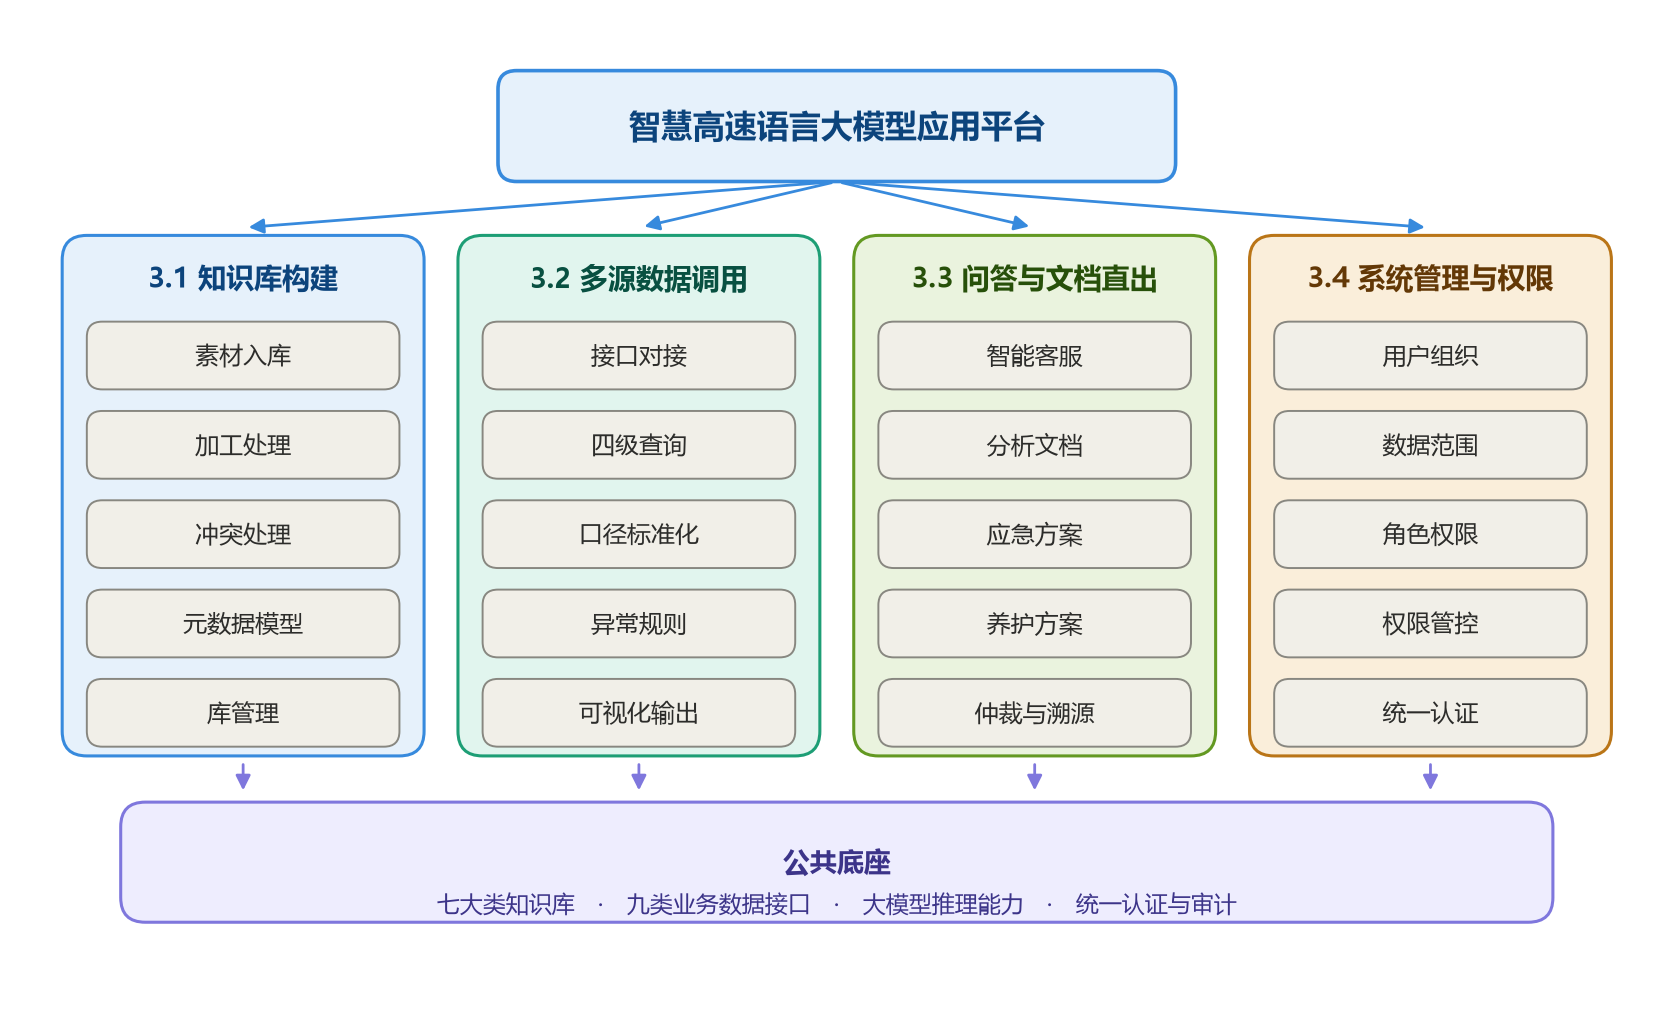 智慧高速语言大模型应用平台
3.1 知识库构建
素材入库
加工处理
冲突处理
元数据模型
库管理
3.2 多源数据调用
接口对接
四级查询
口径标准化
异常规则
可视化输出
3.3 问答与文档直出
智能客服
分析文档
应急方案
养护方案
仲裁与溯源
3.4 系统管理与权限
用户组织
数据范围
角色权限
权限管控
统一认证
公共底座
七大类知识库 · 九类业务数据接口 · 大模型推理能力 · 统一认证与审计